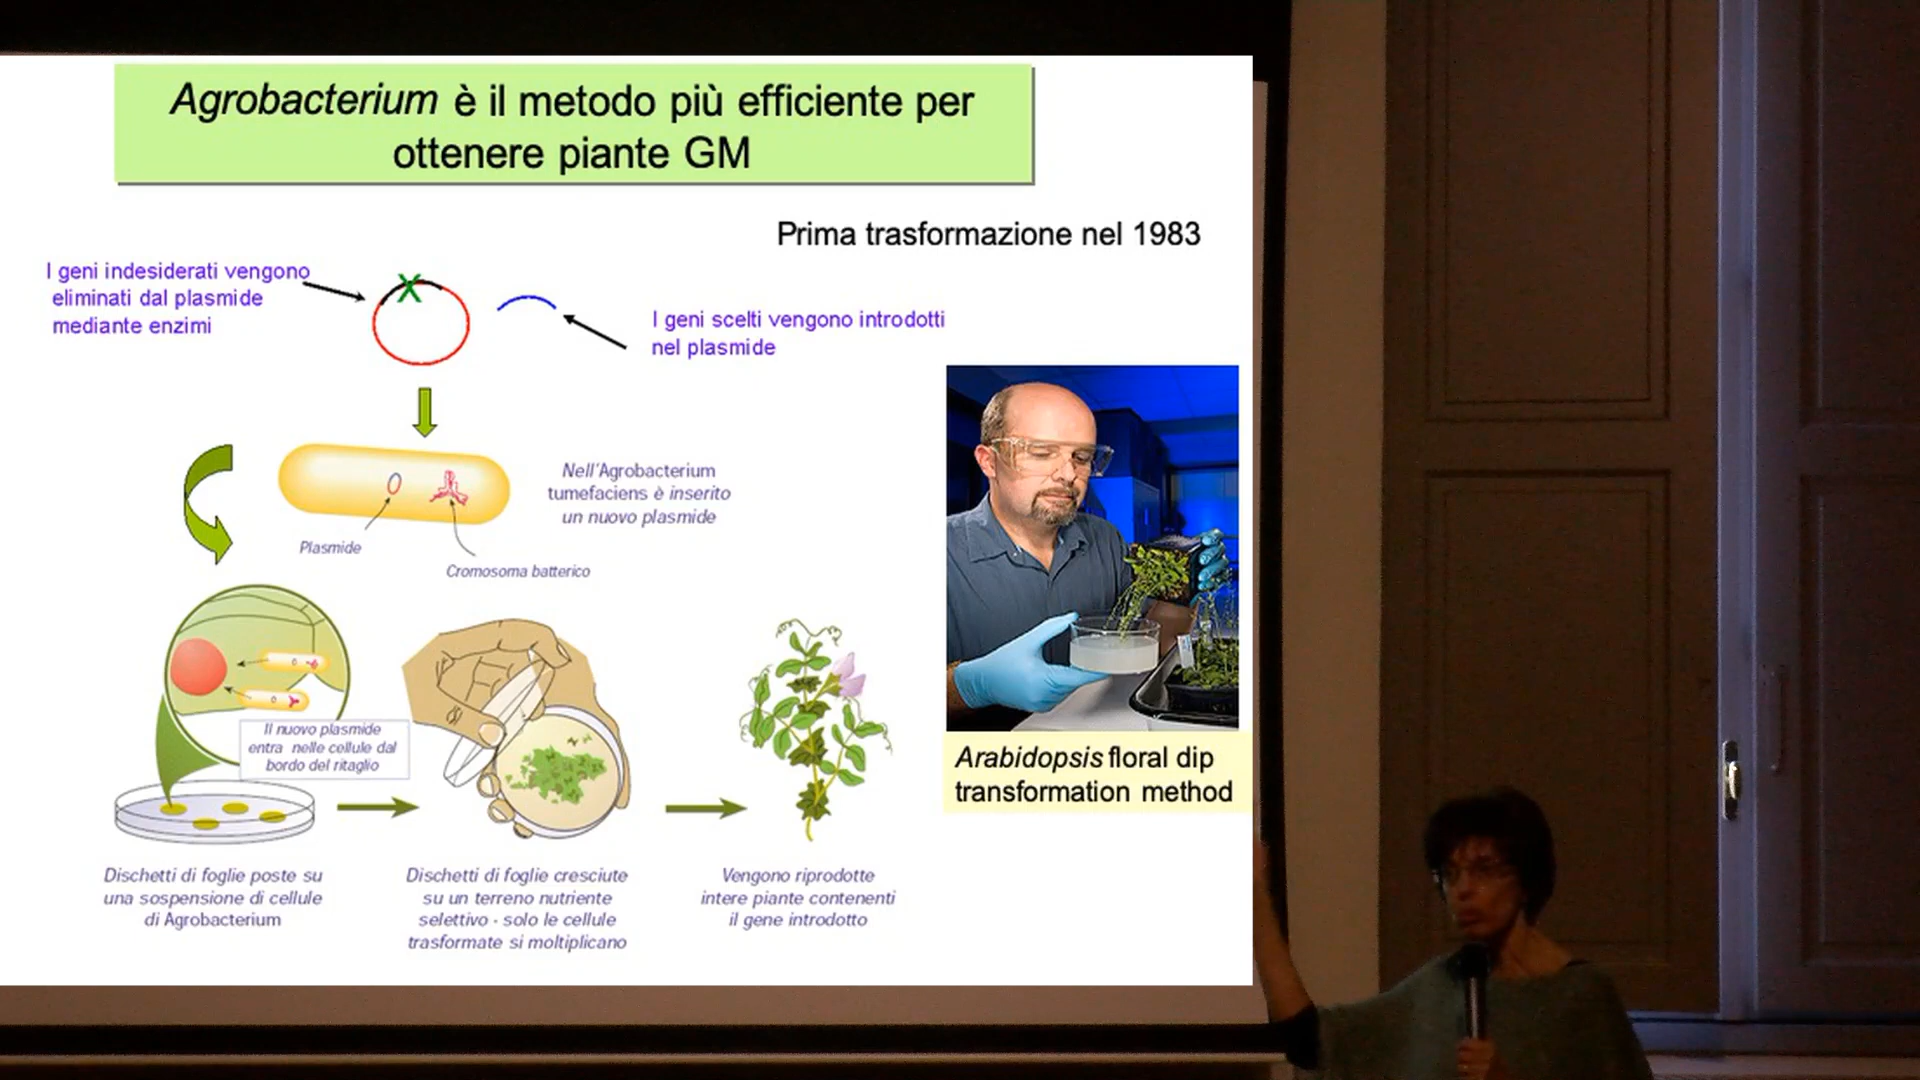 Agrobacterium è il metodo più efficiente per
ottenere piante GM
Prima trasformazione nel 1983
I geni indesiderati vengono
eliminati dal plasmide
mediante enzimi
I geni scelti vengono introdotti
nel plasmide
Nell'Agrobacterium
tumefaciens è inserito
un nuovo plasmide
Plasmide
Cromosoma batterico
Il nuovo plasmide
entra nelle cellule dal
bordo del ritaglio
Arabidopsis floral dip
transformation method
Dischetti di foglie poste su
una sospensione di cellule
di Agrobacterium
Dischetti di foglie cresciute
su un terreno nutriente
selettivo - solo le cellule
trasformate si moltiplicano
Vengono riprodotte
intere piante contenenti
il gene introdotto